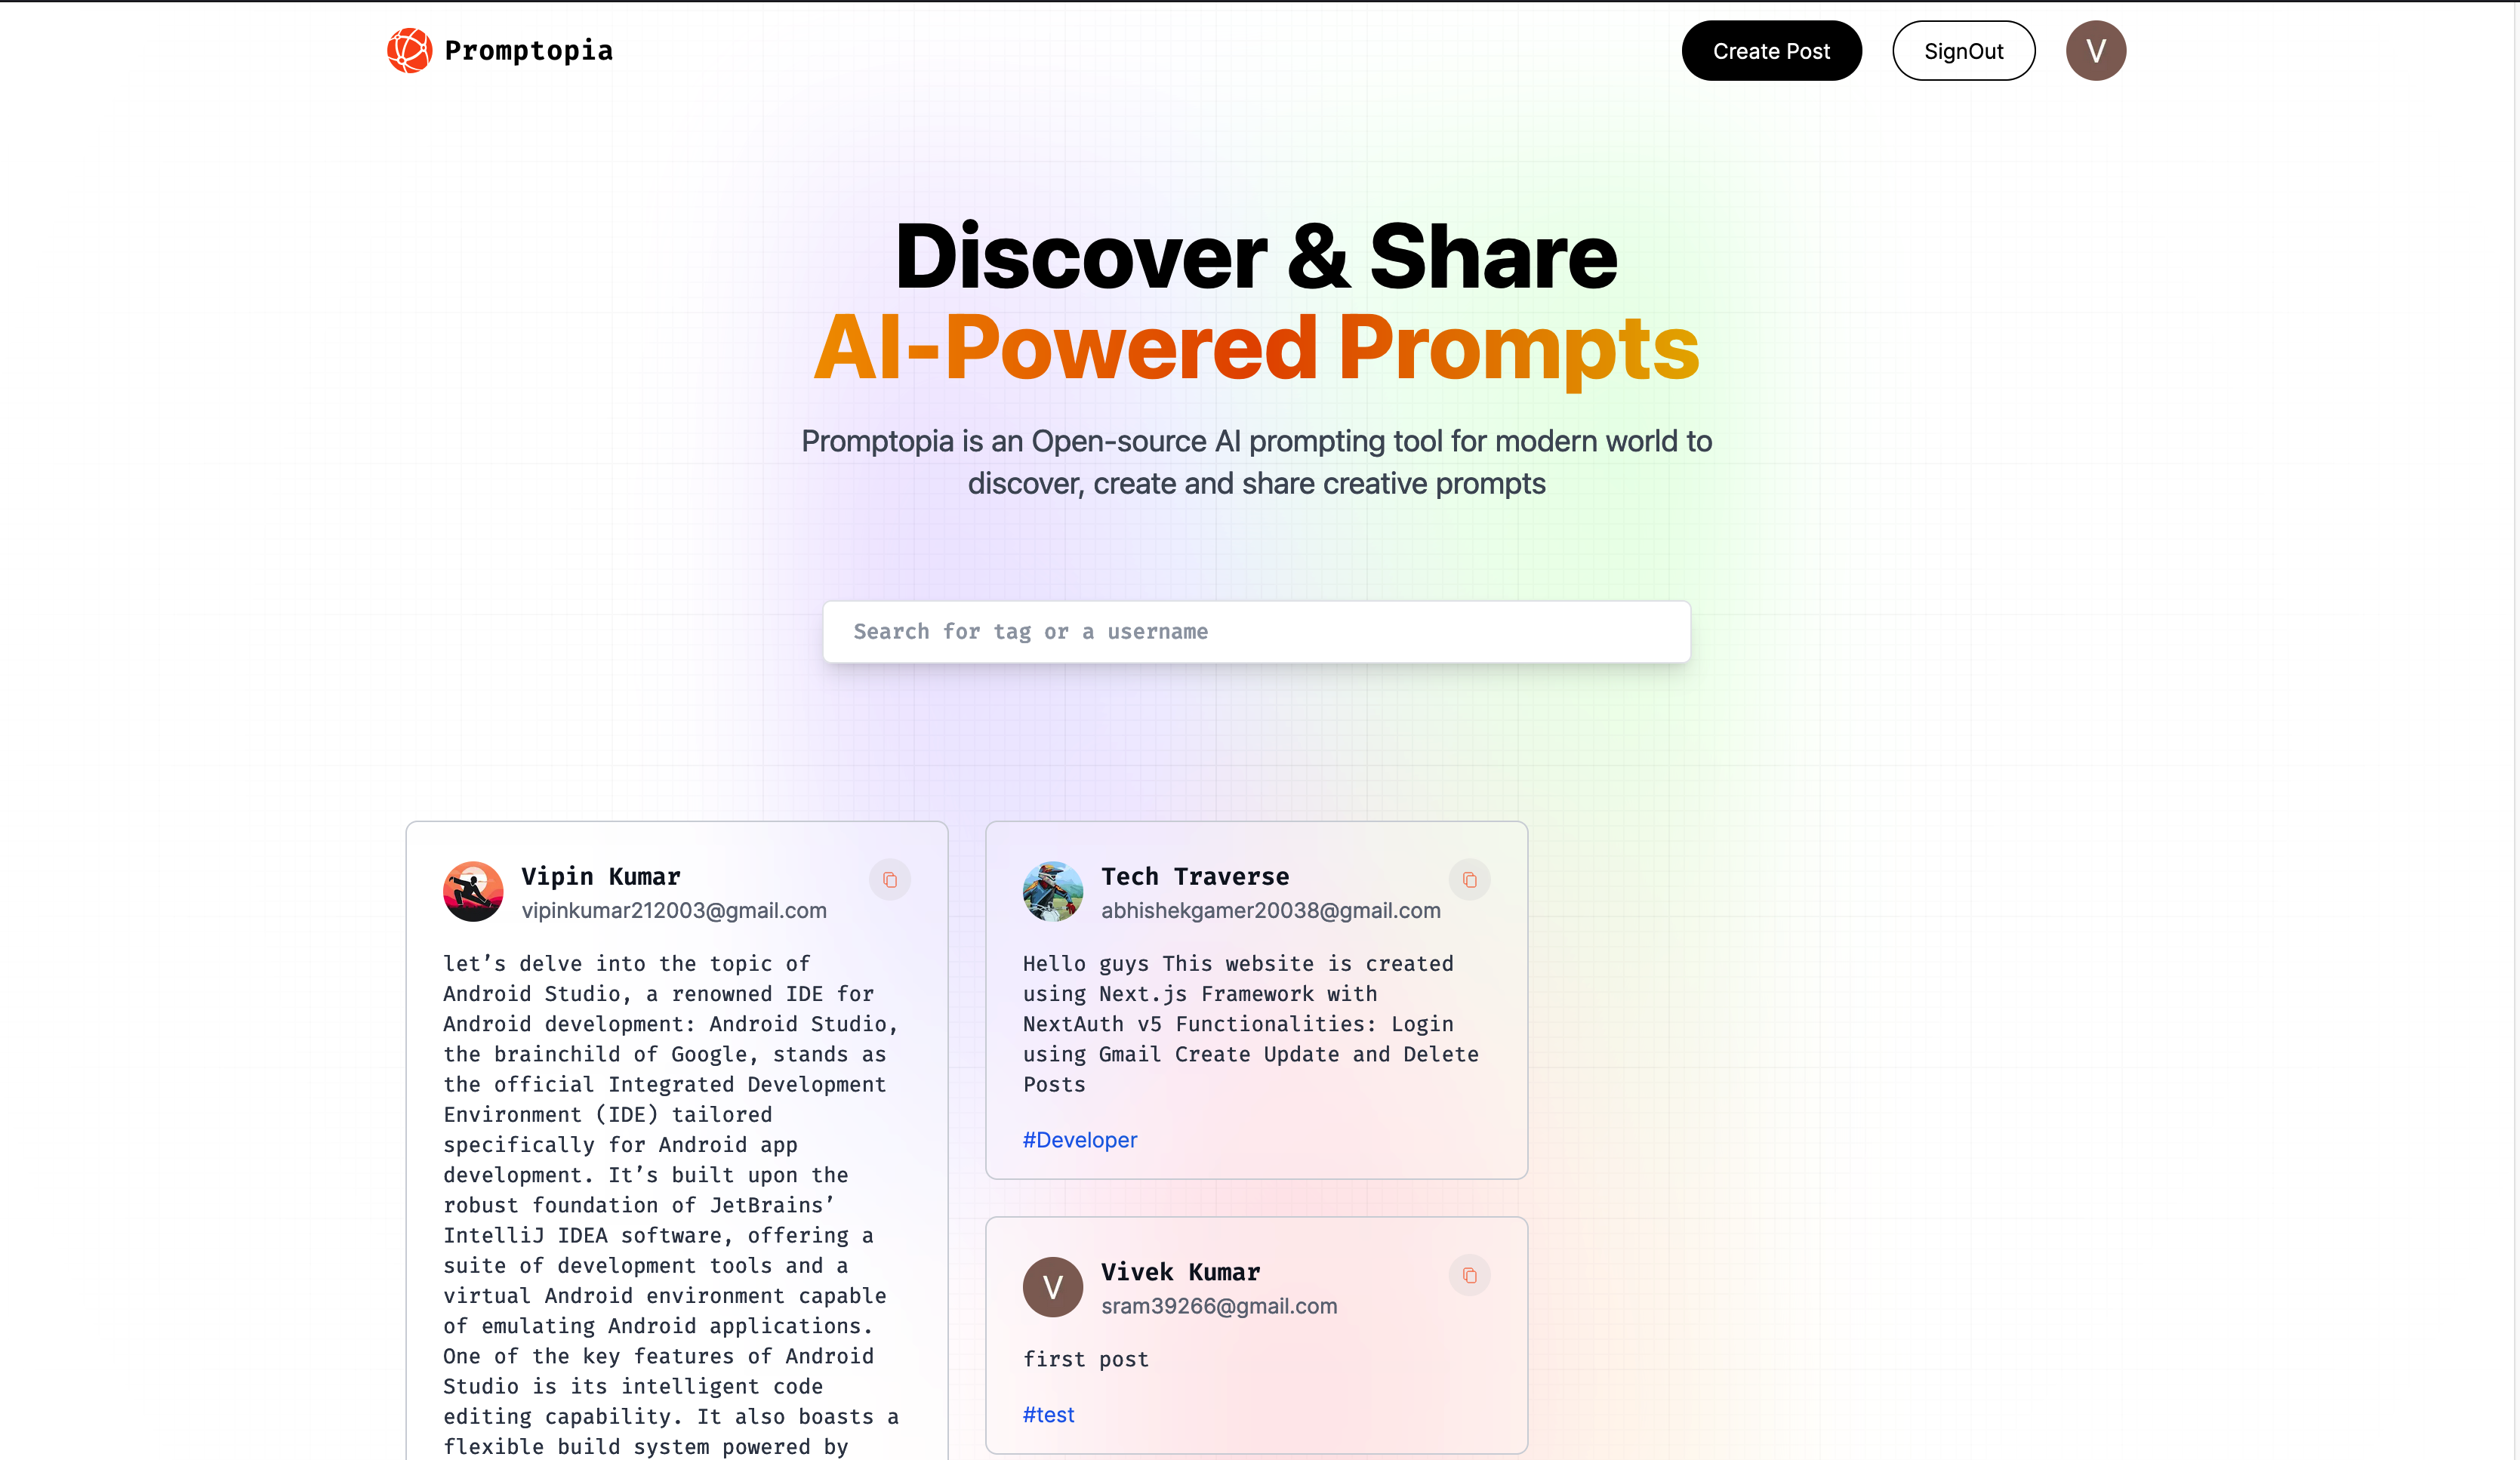 Promptopia
Create Post
SignOut
V
Discover & Share
AI-Powered Prompts
Promptopia is an Open-source AI prompting tool for modern world to
discover, create and share creative prompts
Search for tag or a username
Vipin Kumar
vipinkumar212003@gmail.com
let’s delve into the topic of
Android Studio, a renowned IDE for
Android development: Android Studio,
the brainchild of Google, stands as
the official Integrated Development
Environment (IDE) tailored
specifically for Android app
development. It’s built upon the
robust foundation of JetBrains’
IntelliJ IDEA software, offering a
suite of development tools and a
virtual Android environment capable
of emulating Android applications.
One of the key features of Android
Studio is its intelligent code
editing capability. It also boasts a
flexible build system powered by
Tech Traverse
abhishekgamer20038@gmail.com
Hello guys This website is created
using Next.js Framework with
NextAuth v5 Functionalities: Login
using Gmail Create Update and Delete
Posts
#Developer
V
Vivek Kumar
sram39266@gmail.com
first post
#test